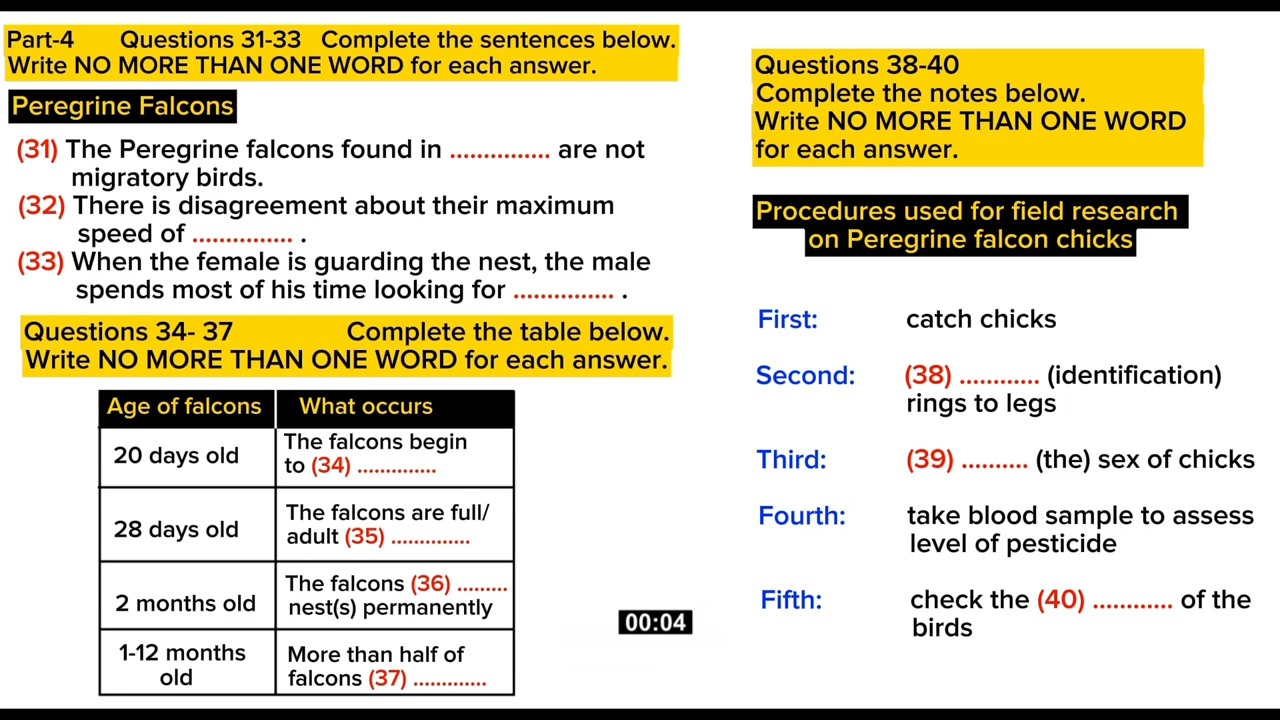 Part-4 Questions 31-33 Complete the sentences below.
Write NO MORE THAN ONE WORD for each answer.
Peregrine Falcons
(31) The Peregrine falcons found in ............... are not
migratory birds.
(32) There is disagreement about their maximum
speed of ............... .
(33) When the female is guarding the nest, the male
spends most of his time looking for ............... .
Questions 34- 37 Complete the table below.
Write NO MORE THAN ONE WORD for each answer.
Age of falcons What occurs
20 days old
The falcons begin
to (34) ............
28 days old
The falcons are full/
adult (35) ............
2 months old
The falcons (36) ........
nest(s) permanently
1-12 months
old
More than half of
falcons (37) ............
00:04
Questions 38-40
Complete the notes below.
Write NO MORE THAN ONE WORD
for each answer.
Procedures used for field research
on Peregrine falcon chicks
First: catch chicks
Second: (38) ............ (identification)
rings to legs
Third: (39) .......... (the) sex of chicks
Fourth: take blood sample to assess
level of pesticide
Fifth: check the (40) ............ of the
birds